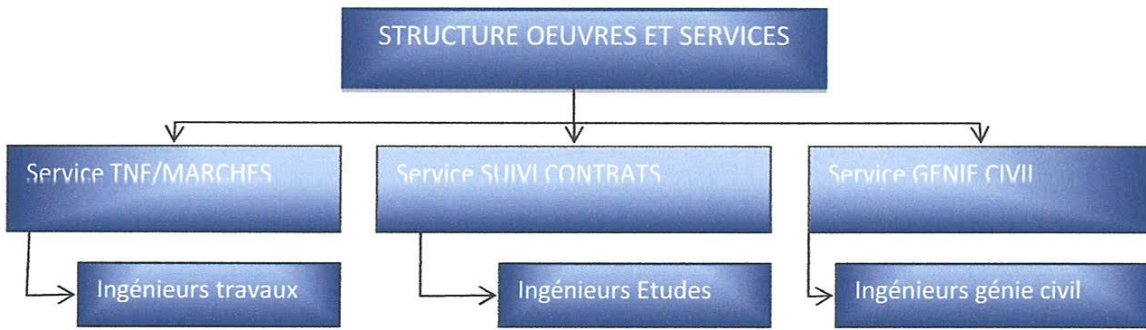 STRUCTURE OEUVRES ET SERVICES
Service TNF/MARCHES
Service SUIVI CONTRATS
Service GENIE CIVIL
Ingénieurs travaux
Ingénieurs Etudes
Ingénieurs génie civil